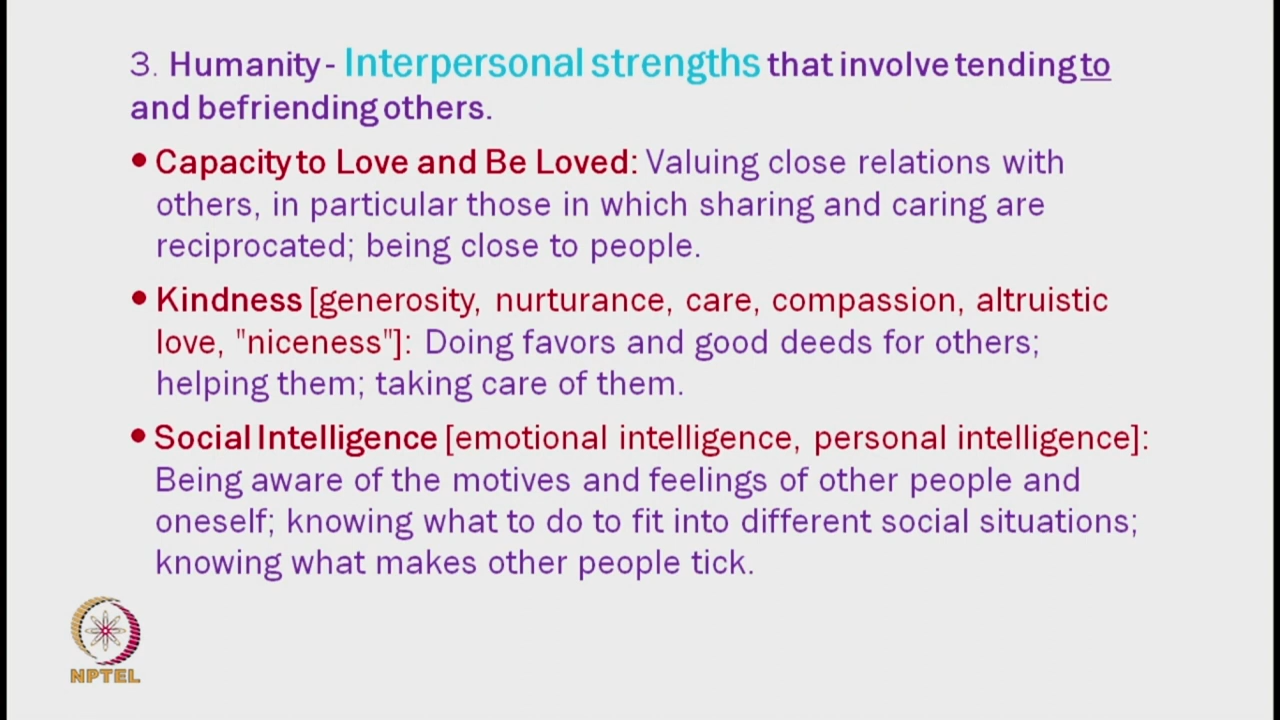 3. Humanity - Interpersonal strengths that involve tending to
and befriending others.
• Capacity to Love and Be Loved: Valuing close relations with
others, in particular those in which sharing and caring are
reciprocated; being close to people.
• Kindness [generosity, nurturance, care, compassion, altruistic
love, "niceness"]: Doing favors and good deeds for others;
helping them; taking care of them.
• Social Intelligence [emotional intelligence, personal intelligence]:
Being aware of the motives and feelings of other people and
oneself; knowing what to do to fit into different social situations;
knowing what makes other people tick.
NPTEL